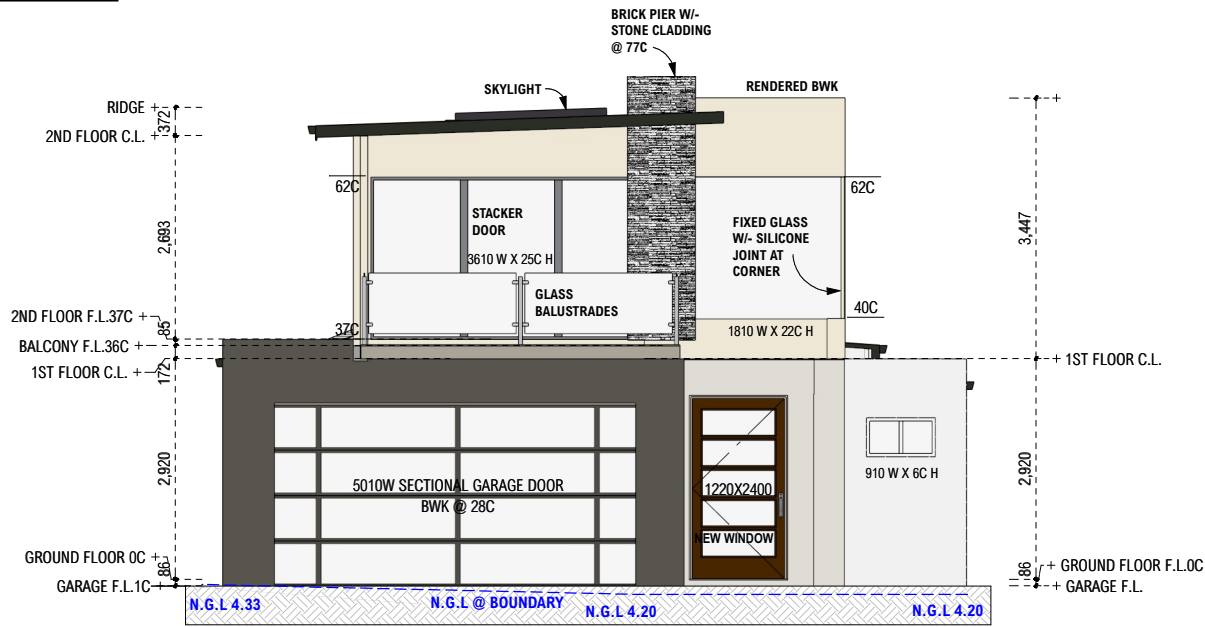 BRICK PIER W/-
STONE CLADDING
@ 77C
SKYLIGHT
RENDERED BWK
RIDGE
372
2ND FLOOR C.L.
62C
62C
STACKER
DOOR
3610 W X 25C H
FIXED GLASS
W/- SILICONE
JOINT AT
CORNER
2,693
3,447
GLASS
BALUSTRADES
40C
2ND FLOOR F.L.37C
85
37C
1810 W X 22C H
BALCONY F.L.36C
1ST FLOOR C.L.
172
1ST FLOOR C.L.
2,920
5010W SECTIONAL GARAGE DOOR
BWK @ 28C
1220X2400
NEW WINDOW
910 W X 6C H
2,920
GROUND FLOOR 0C
86
GARAGE F.L.1C
86
GROUND FLOOR F.L.0C
GARAGE F.L.
N.G.L 4.33
N.G.L @ BOUNDARY
N.G.L 4.20
N.G.L 4.20